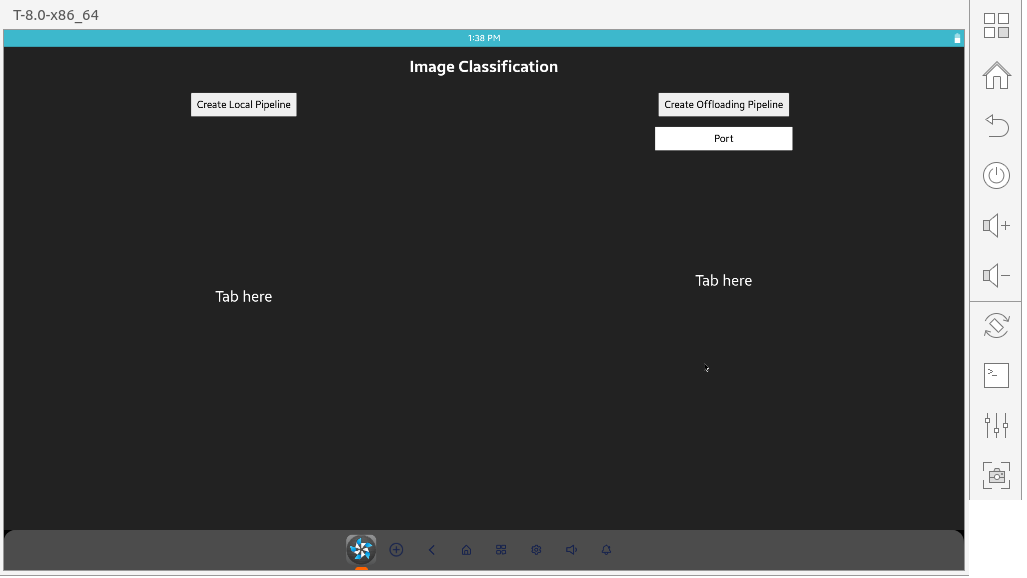 T-8.0-x86_64
1:38 PM
Image Classification
Create Local Pipeline
Create Offloading Pipeline
Port
Tab here
Tab here
>_